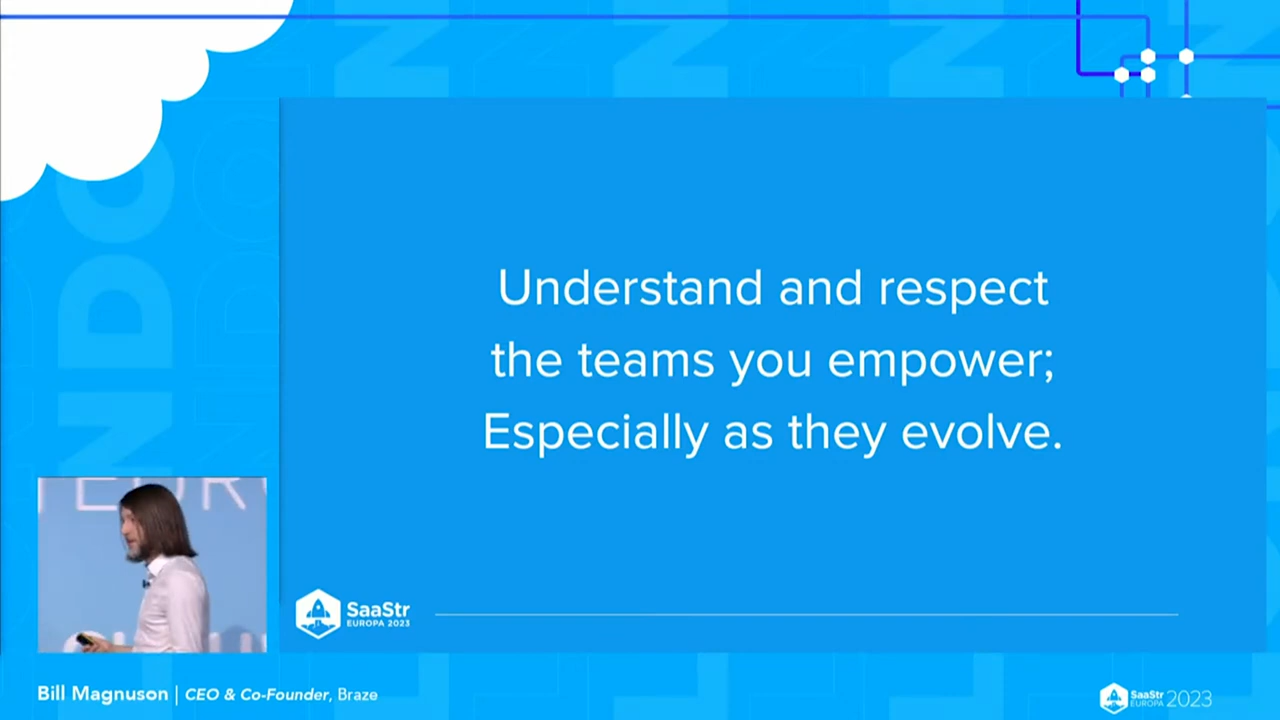 Understand and respect
the teams you empower;
Especially as they evolve.
SaaStr
EUROPA 2023
Bill Magnuson | CEO & Co-Founder, Braze
SaaStr
EUROPA
2023